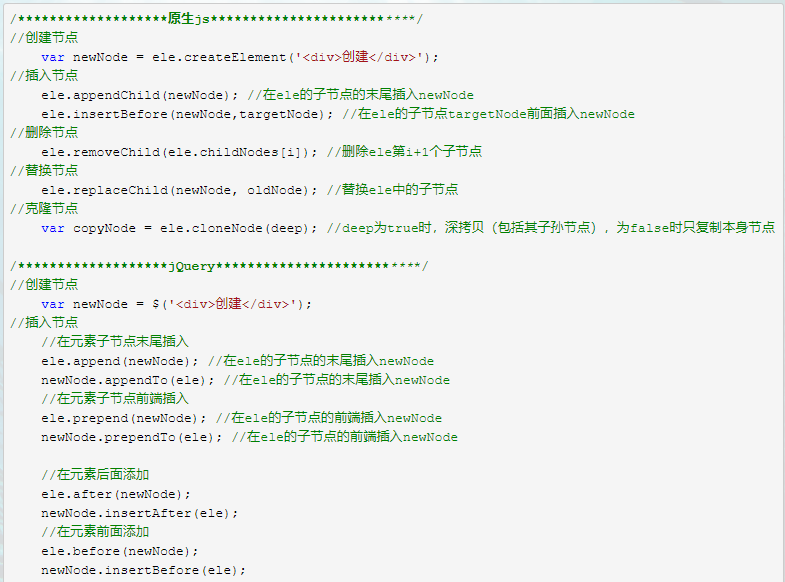 /*******************原生js**************************/
//创建节点
    var newNode = ele.createElement('<div>创建</div>');
//插入节点
    ele.appendChild(newNode); //在ele的子节点的末尾插入newNode
    ele.insertBefore(newNode,targetNode); //在ele的子节点targetNode前面插入newNode
//删除节点
    ele.removeChild(ele.childNodes[i]); //删除ele第i+1个子节点
//替换节点
    ele.replaceChild(newNode, oldNode); //替换ele中的子节点
//克隆节点
    var copyNode = ele.cloneNode(deep); //deep为true时，深拷贝（包括其子孙节点），为false时只复制本身节点

/*******************jQuery**************************/
//创建节点
    var newNode = $('<div>创建</div>');
//插入节点
    //在元素子节点末尾插入
    ele.append(newNode); //在ele的子节点的末尾插入newNode
    newNode.appendTo(ele); //在ele的子节点的末尾插入newNode
    //在元素子节点前端插入
    ele.prepend(newNode); //在ele的子节点的前端插入newNode
    newNode.prependTo(ele); //在ele的子节点的前端插入newNode

    //在元素后面添加
    ele.after(newNode);
    newNode.insertAfter(ele);
    //在元素前面添加
    ele.before(newNode);
    newNode.insertBefore(ele);